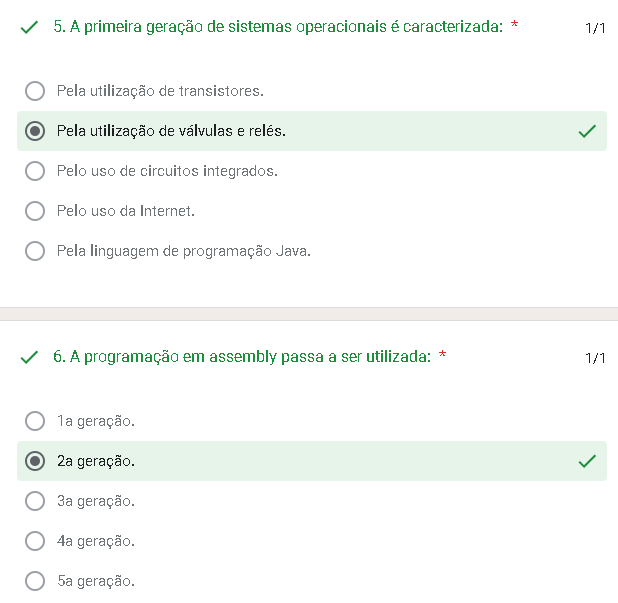 5. A primeira geração de sistemas operacionais é caracterizada: * 1/1
Pela utilização de transistores.
Pela utilização de válvulas e relés.
Pelo uso de circuitos integrados.
Pelo uso da Internet.
Pela linguagem de programação Java.
6. A programação em assembly passa a ser utilizada: * 1/1
1a geração.
2a geração.
3a geração.
4a geração.
5a geração.